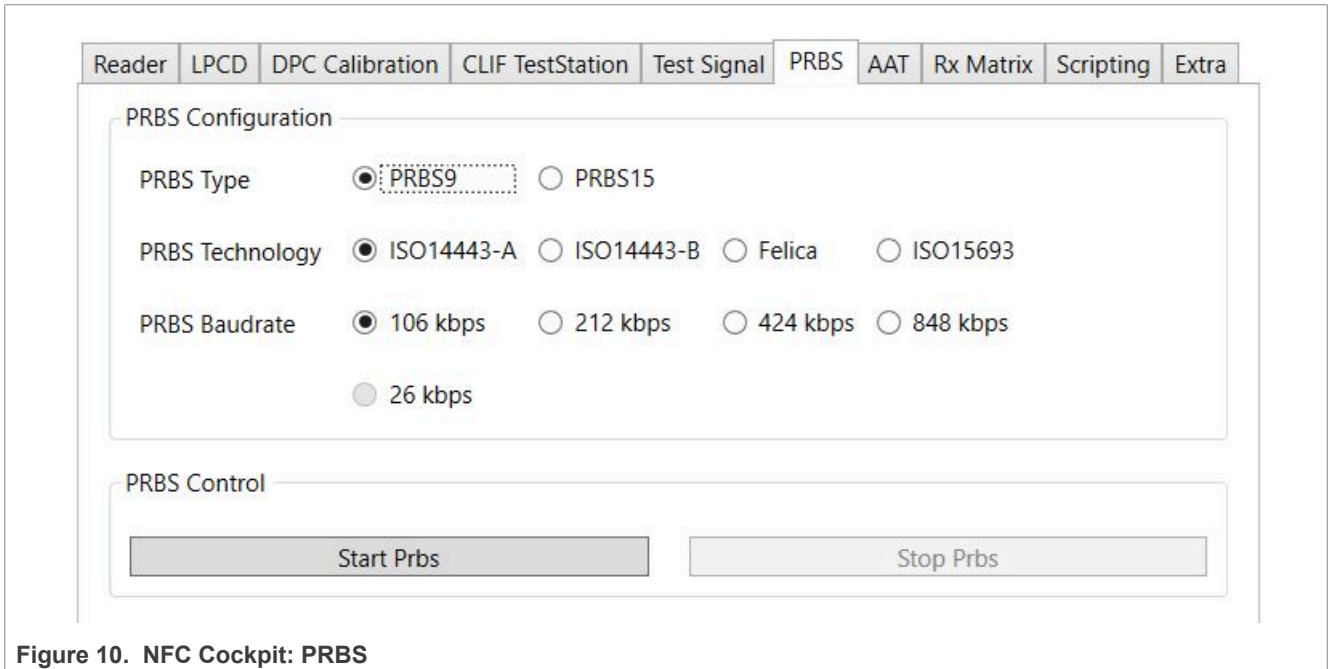 Reader LPCD DPC Calibration CLIF TestStation Test Signal PRBS AAT Rx Matrix Scripting Extra
PRBS Configuration
PRBS Type PRBS9 PRBS15
PRBS Technology ISO14443-A ISO14443-B Felica ISO15693
PRBS Baudrate 106 kbps 212 kbps 424 kbps 848 kbps
26 kbps
PRBS Control
Start Prbs Stop Prbs
Figure 10. NFC Cockpit: PRBS